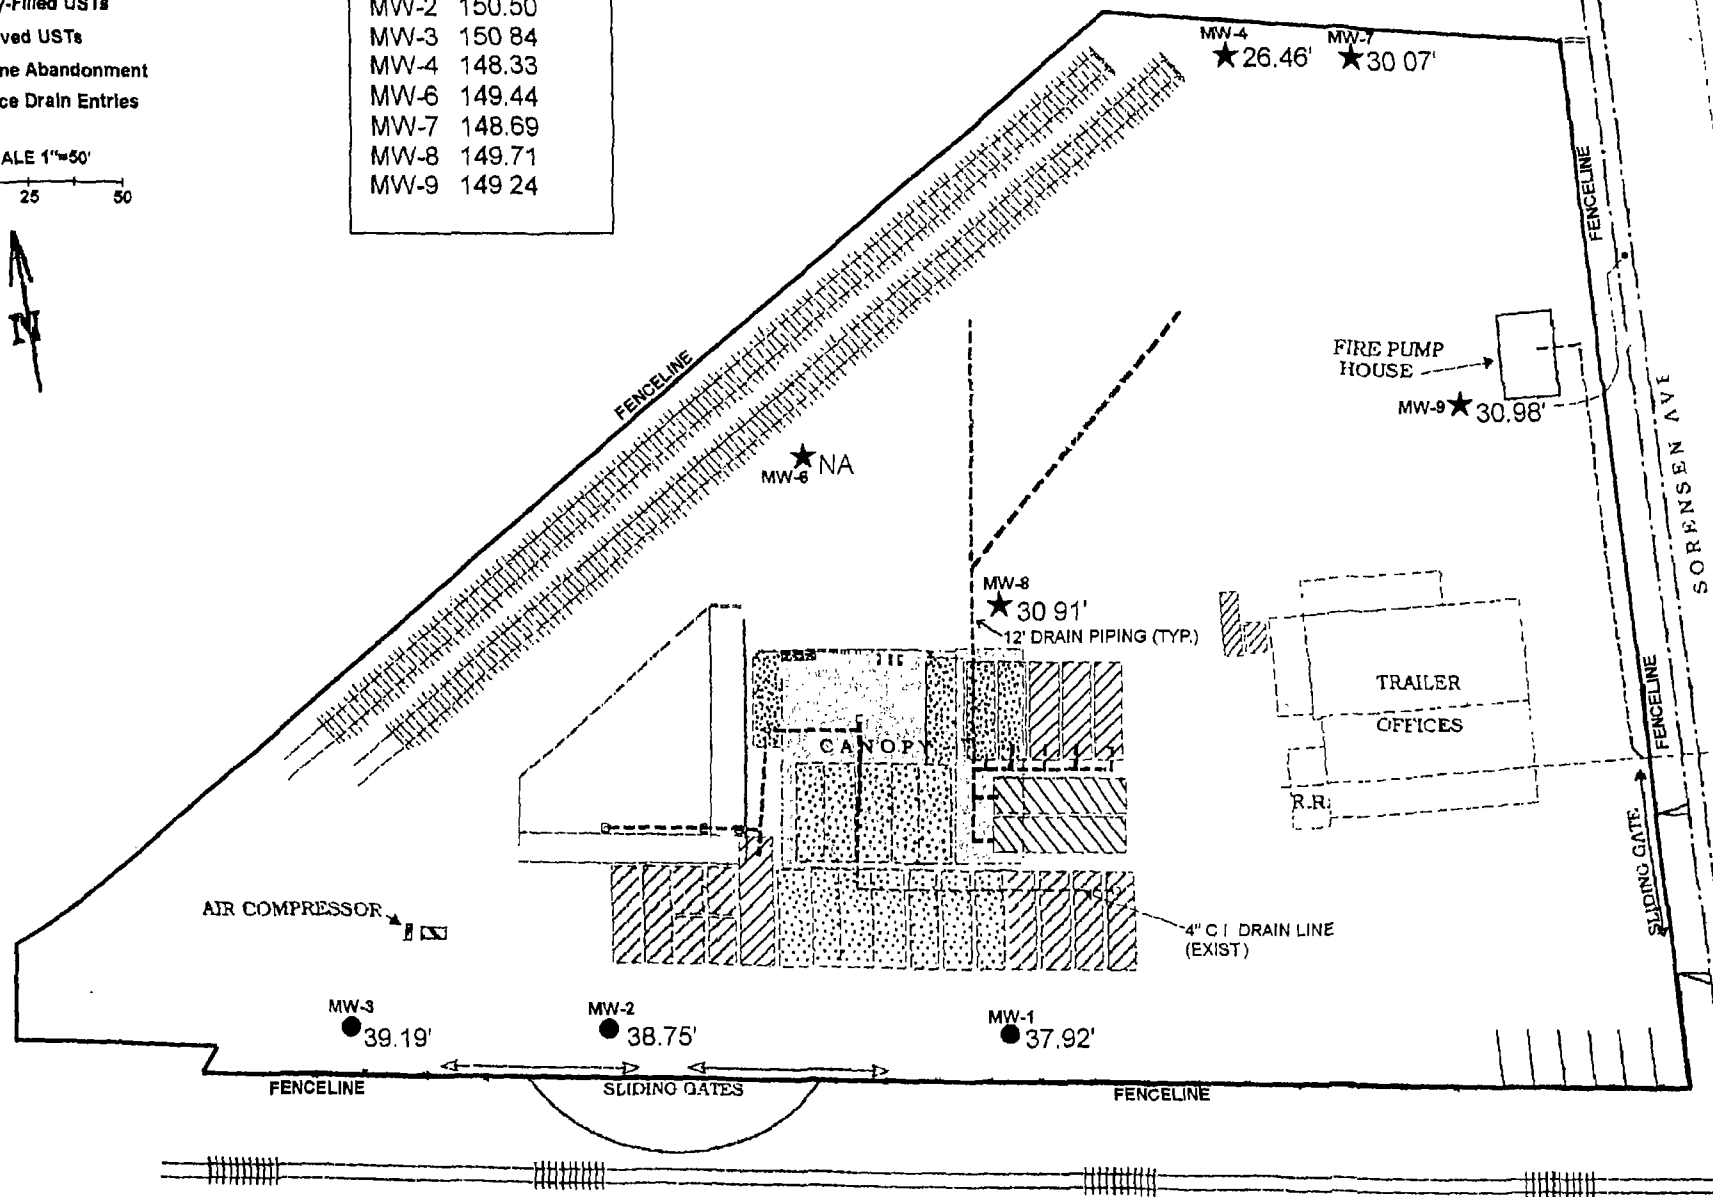 y-Filled USTs
ved USTs
ne Abandonment
ce Drain Entries
ALE 1"=50'
25 50
N
MW-2 150.50
MW-3 150 84
MW-4 148.33
MW-6 149.44
MW-7 148.69
MW-8 149.71
MW-9 149 24
MW-4
26.46'
MW-7
30 07'
FENCELINE
FENCELINE
FIRE PUMP
HOUSE
MW-9 30.98'
SORENSEN AVE
MW-6 NA
MW-8
30 91'
12' DRAIN PIPING (TYP.)
TRAILER
OFFICES
FENCELINE
CANOPY
R.R.
SLIDING GATE
AIR COMPRESSOR
4" C I DRAIN LINE
(EXIST)
MW-3
39.19'
MW-2
38.75'
MW-1
37.92'
FENCELINE
SLIDING GATES
FENCELINE